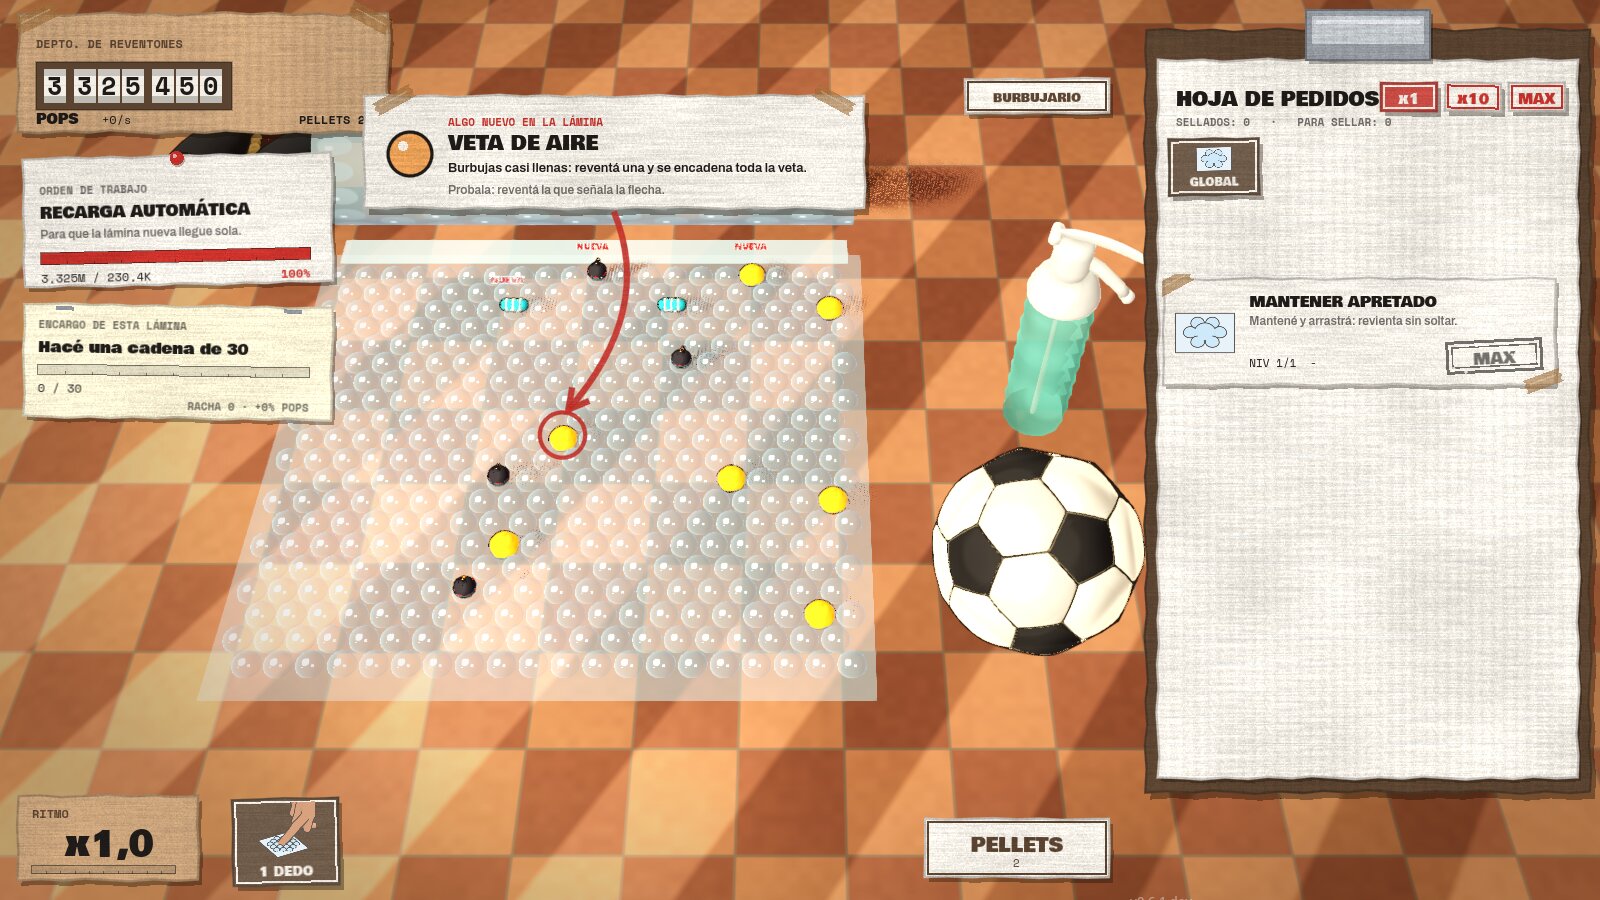 DEPTO. DE REVENTONES
3 325 450
POPS +0/s PELLETS 2
ORDEN DE TRABAJO
RECARGA AUTOMÁTICA
Para que la lámina nueva llegue sola.
3.325M / 230.4K 100%
ENCARGO DE ESTA LÁMINA
Hacé una cadena de 30
0 / 30
RACHA 0 · +0% POPS
ALGO NUEVO EN LA LÁMINA
VETA DE AIRE
Burbujas casi llenas: reventá una y se encadena toda la veta.
Probala: reventá la que señala la flecha.
NUEVA NUEVA
BURBUJARIO
HOJA DE PEDIDOS x1 x10 MAX
SELLADOS: 0 · PARA SELLAR: 0
GLOBAL
MANTENER APRETADO
Mantené y arrastrá: revienta sin soltar.
NIV 1/1 - MAX
RITMO
x1,0
1 DEDO
PELLETS
2